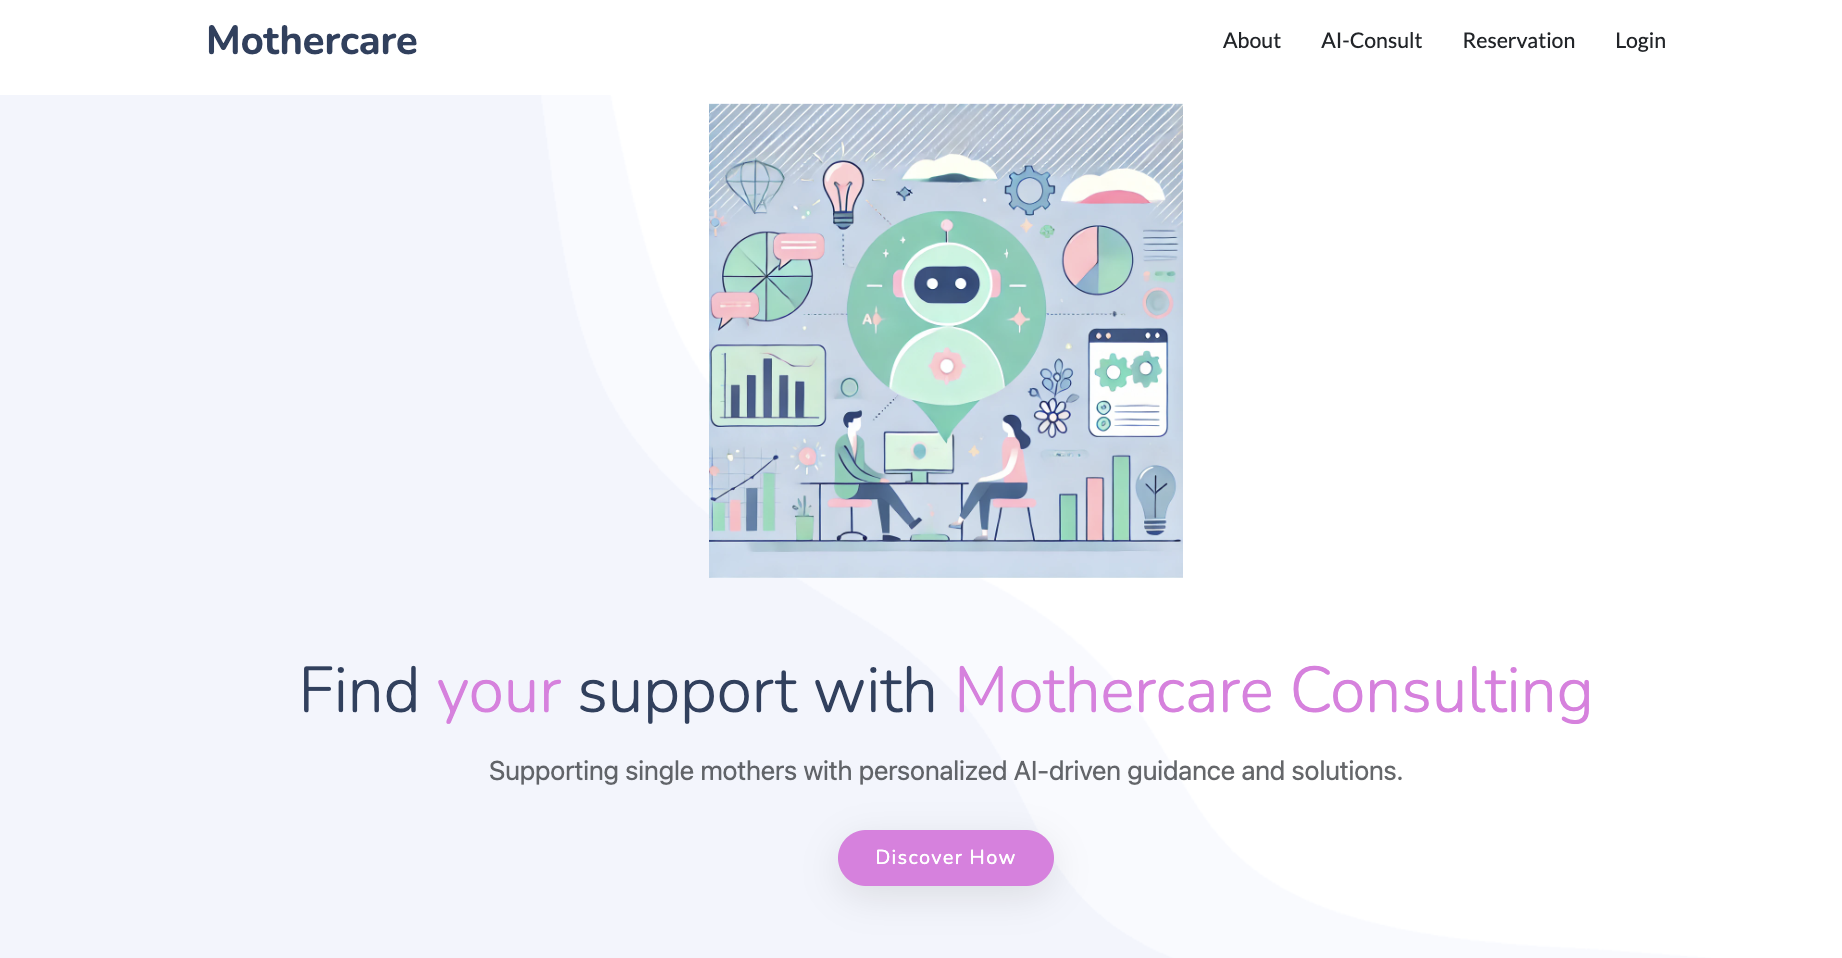 Mothercare
About
AI-Consult
Reservation
Login
AI
Find your support with Mothercare Consulting
Supporting single mothers with personalized AI-driven guidance and solutions.
Discover How